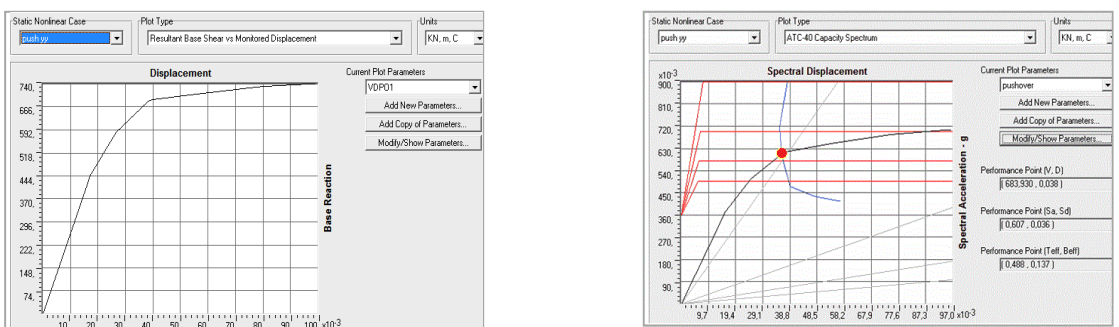 Static Nonlinear Case
Plot Type
Units
push yy
Resultant Base Shear vs Monitored Displacement
KN, m, C
Displacement
Current Plot Parameters
VDPO1
Add New Parameters...
Add Copy of Parameters...
Modify/Show Parameters...
740,
666,
592,
518,
444,
370,
296,
222,
148,
74,
Base Reaction
10 20 30 40 50 60 70 80 90 100 x10-3
Static Nonlinear Case
Plot Type
Units
push yy
ATC-40 Capacity Spectrum
KN, m, C
x10-3
Spectral Displacement
Current Plot Parameters
pushover
Add New Parameters...
Add Copy of Parameters...
Modify/Show Parameters...
900,
810,
720,
630,
540,
450,
360,
270,
180,
90,
Spectral Acceleration - g
Performance Point (V, D)
( 683,930 , 0,038 )
Performance Point (Sa, Sd)
( 0,607 , 0,036 )
Performance Point (Teff, Beff)
( 0,488 , 0,137 )
9,7 19,4 29,1 38,8 48,5 58,2 67,9 77,6 87,3 97,0 x10-3